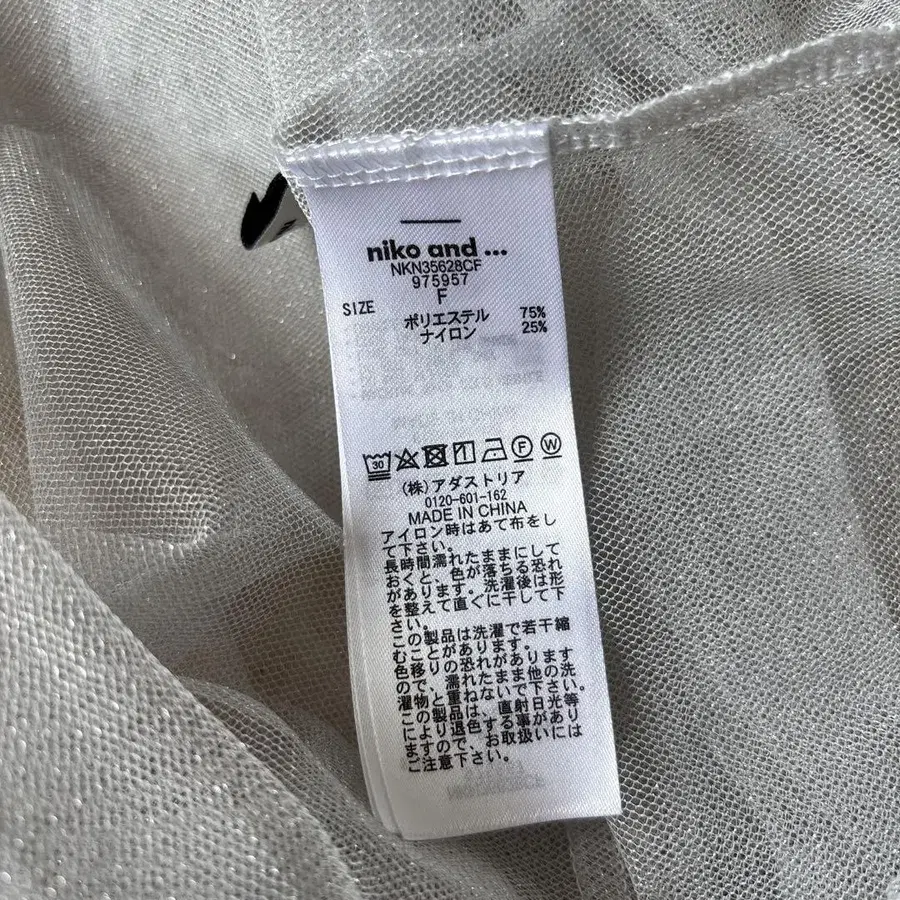 niko and ...
NKN35628CF
975957
SIZE F
ポリエステル 75%
ナイロン 25%
30 F W
(株)アダストリア
0120-601-162
MADE IN CHINA
アイロン時はあて布をし
て下さい。
長時間濡れたままにして
おくと、色が落ちる恐れ
があります。洗濯後は形
を整えて直ぐに干して下
さい。
この製品は洗濯で若干縮
むことがあります。
色移りの恐れがあります
ので、濡れたまま他の洗
濯物と重ねないで下さい。
この製品は、直射日光等
により退色する事があり
ますので、お取扱いには
ご注意下さい。